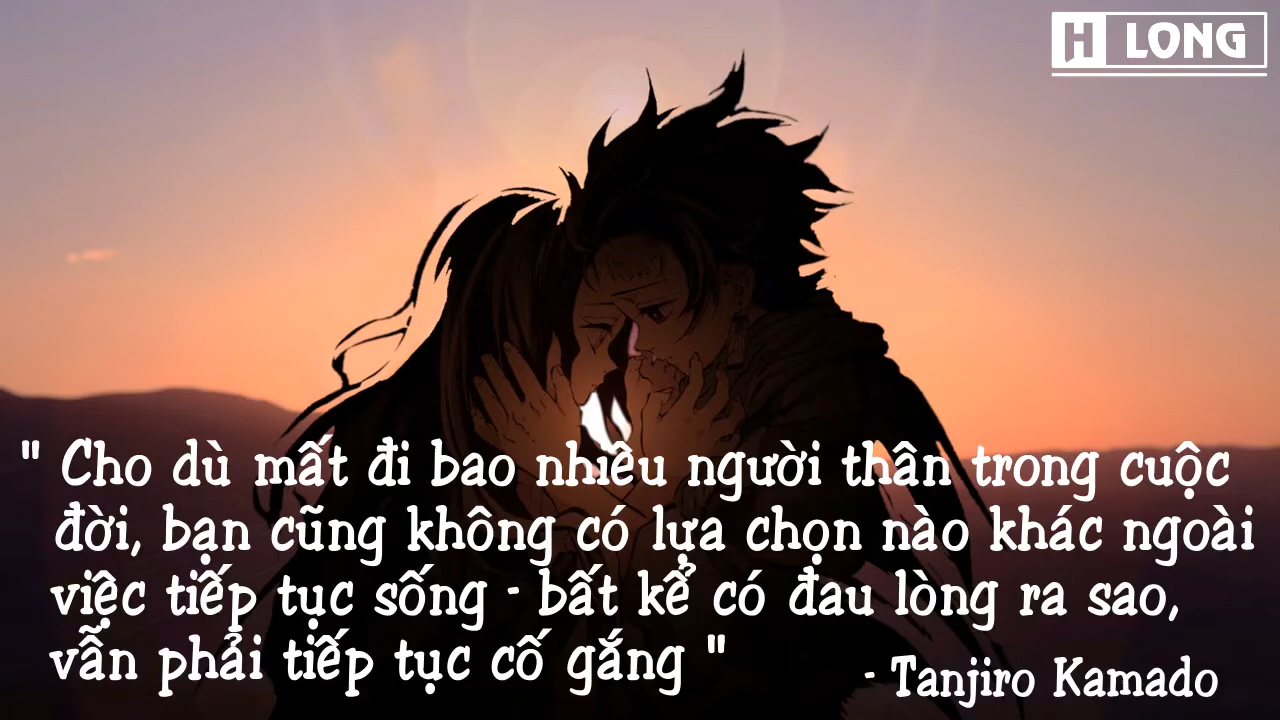 H LONG
" Cho dù mất đi bao nhiêu người thân trong cuộc
đời, bạn cũng không có lựa chọn nào khác ngoài
việc tiếp tục sống - bất kể có đau lòng ra sao,
vẫn phải tiếp tục cố gắng "
- Tanjiro Kamado